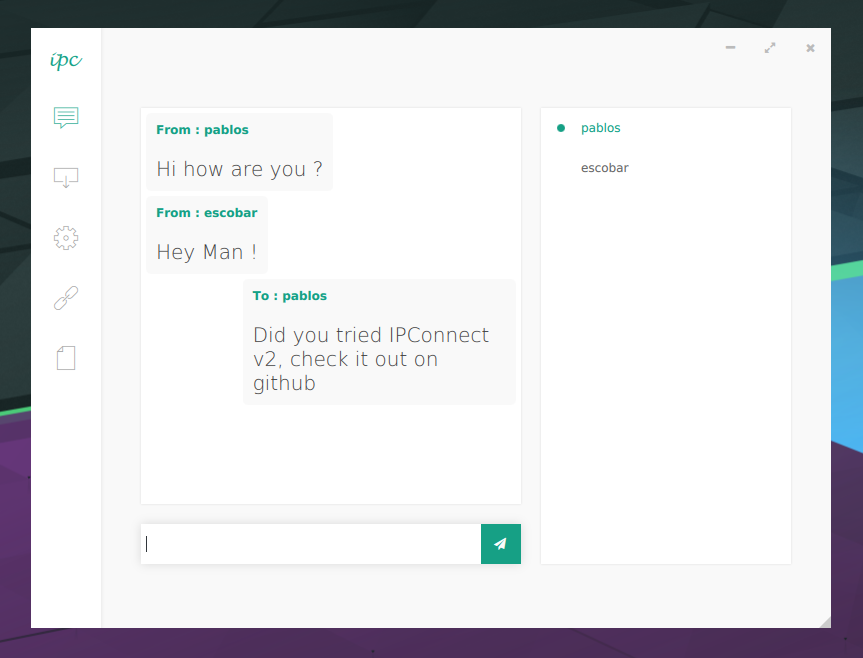 ipc
From : pablos
Hi how are you ?
From : escobar
Hey Man !
To : pablos
Did you tried IPConnect
v2, check it out on
github
pablos
escobar